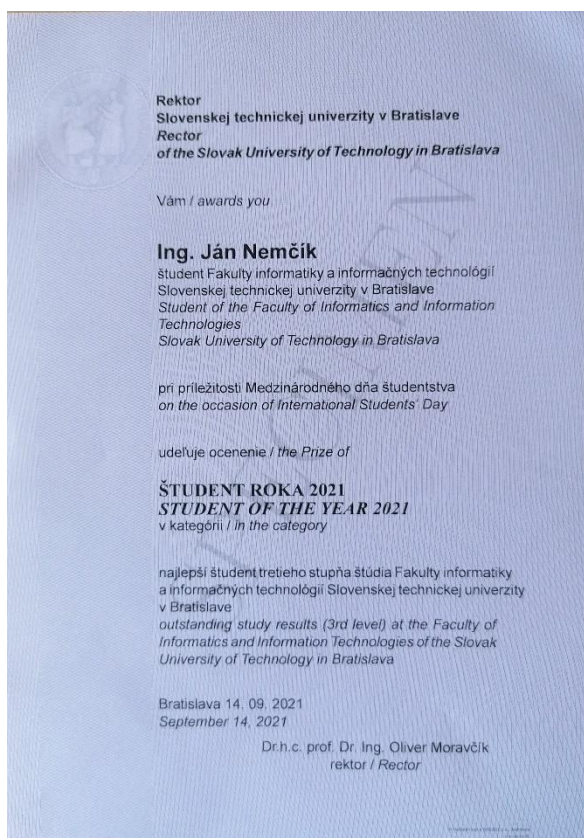 Rektor
Slovenskej technickej univerzity v Bratislave
Rector
of the Slovak University of Technology in Bratislava
Vám / awards you
Ing. Ján Nemčík
študent Fakulty informatiky a informačných technológií
Slovenskej technickej univerzity v Bratislave
Student of the Faculty of Informatics and Information
Technologies
Slovak University of Technology in Bratislava
pri príležitosti Medzinárodného dňa študentstva
on the occasion of International Students´ Day
udeľuje ocenenie / the Prize of
ŠTUDENT ROKA 2021
STUDENT OF THE YEAR 2021
v kategórii / in the category
najlepší študent tretieho stupňa štúdia Fakulty informatiky
a informačných technológií Slovenskej technickej univerzity
v Bratislave
outstanding study results (3rd level) at the Faculty of
Informatics and Information Technologies of the Slovak
University of Technology in Bratislava
Bratislava 14. 09. 2021
September 14, 2021
Dr.h.c. prof. Dr. Ing. Oliver Moravčík
rektor / Rector